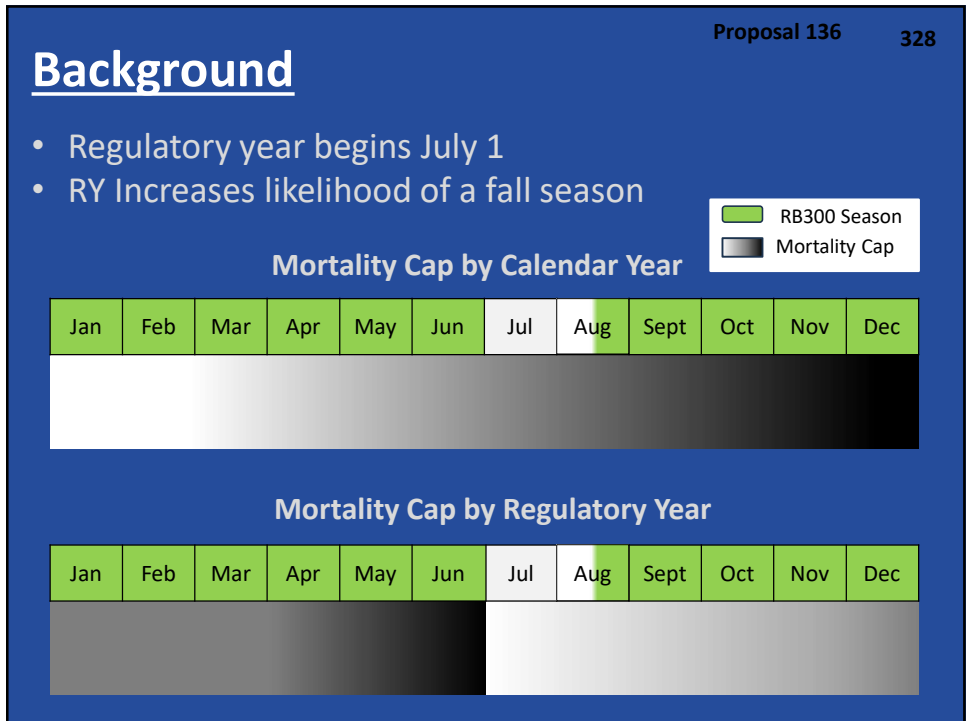 Proposal 136
328
Background
• Regulatory year begins July 1
• RY Increases likelihood of a fall season
RB300 Season
Mortality Cap
Mortality Cap by Calendar Year
Jan Feb Mar Apr May Jun Jul Aug Sept Oct Nov Dec
Mortality Cap by Regulatory Year
Jan Feb Mar Apr May Jun Jul Aug Sept Oct Nov Dec